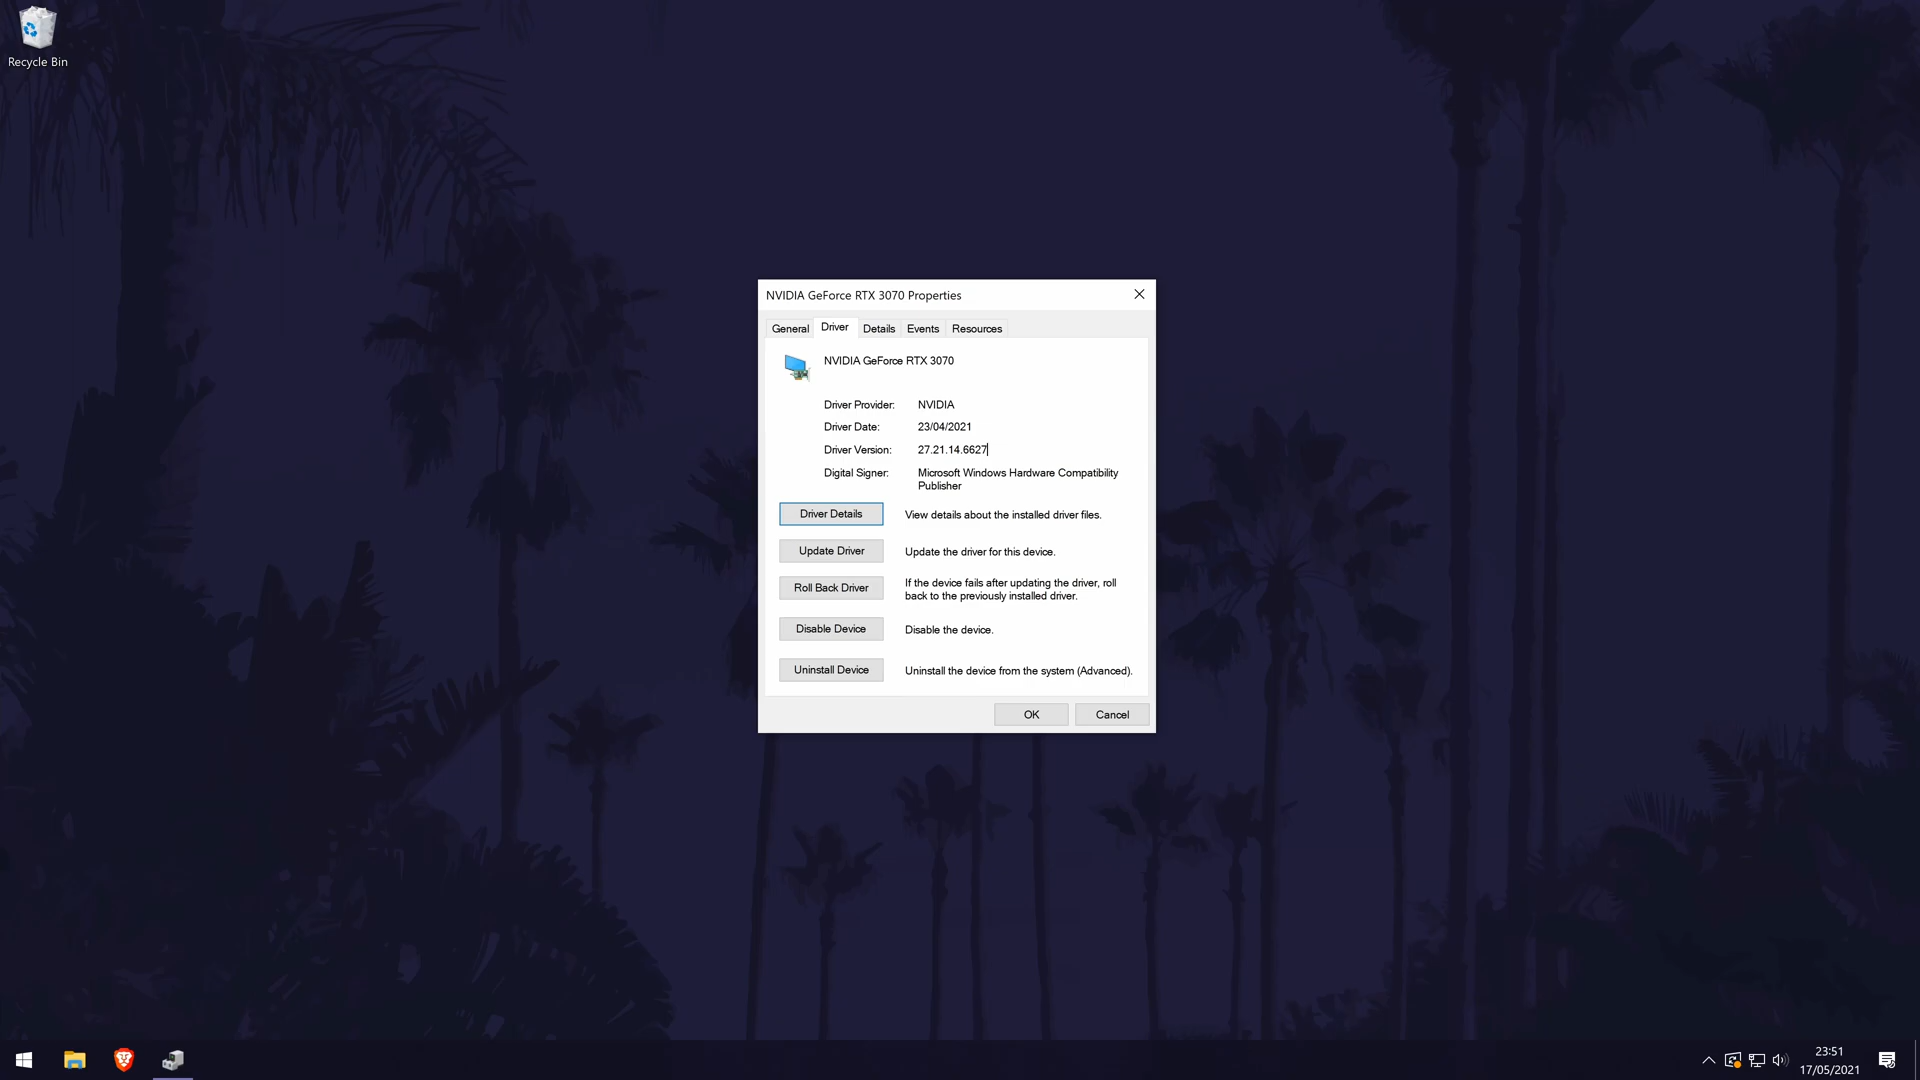 Recycle Bin
NVIDIA GeForce RTX 3070 Properties
General Driver Details Events Resources
NVIDIA GeForce RTX 3070
Driver Provider: NVIDIA
Driver Date: 23/04/2021
Driver Version: 27.21.14.6627
Digital Signer: Microsoft Windows Hardware Compatibility
Publisher
Driver Details View details about the installed driver files.
Update Driver Update the driver for this device.
Roll Back Driver If the device fails after updating the driver, roll
back to the previously installed driver.
Disable Device Disable the device.
Uninstall Device Uninstall the device from the system (Advanced).
OK Cancel
23:51
17/05/2021